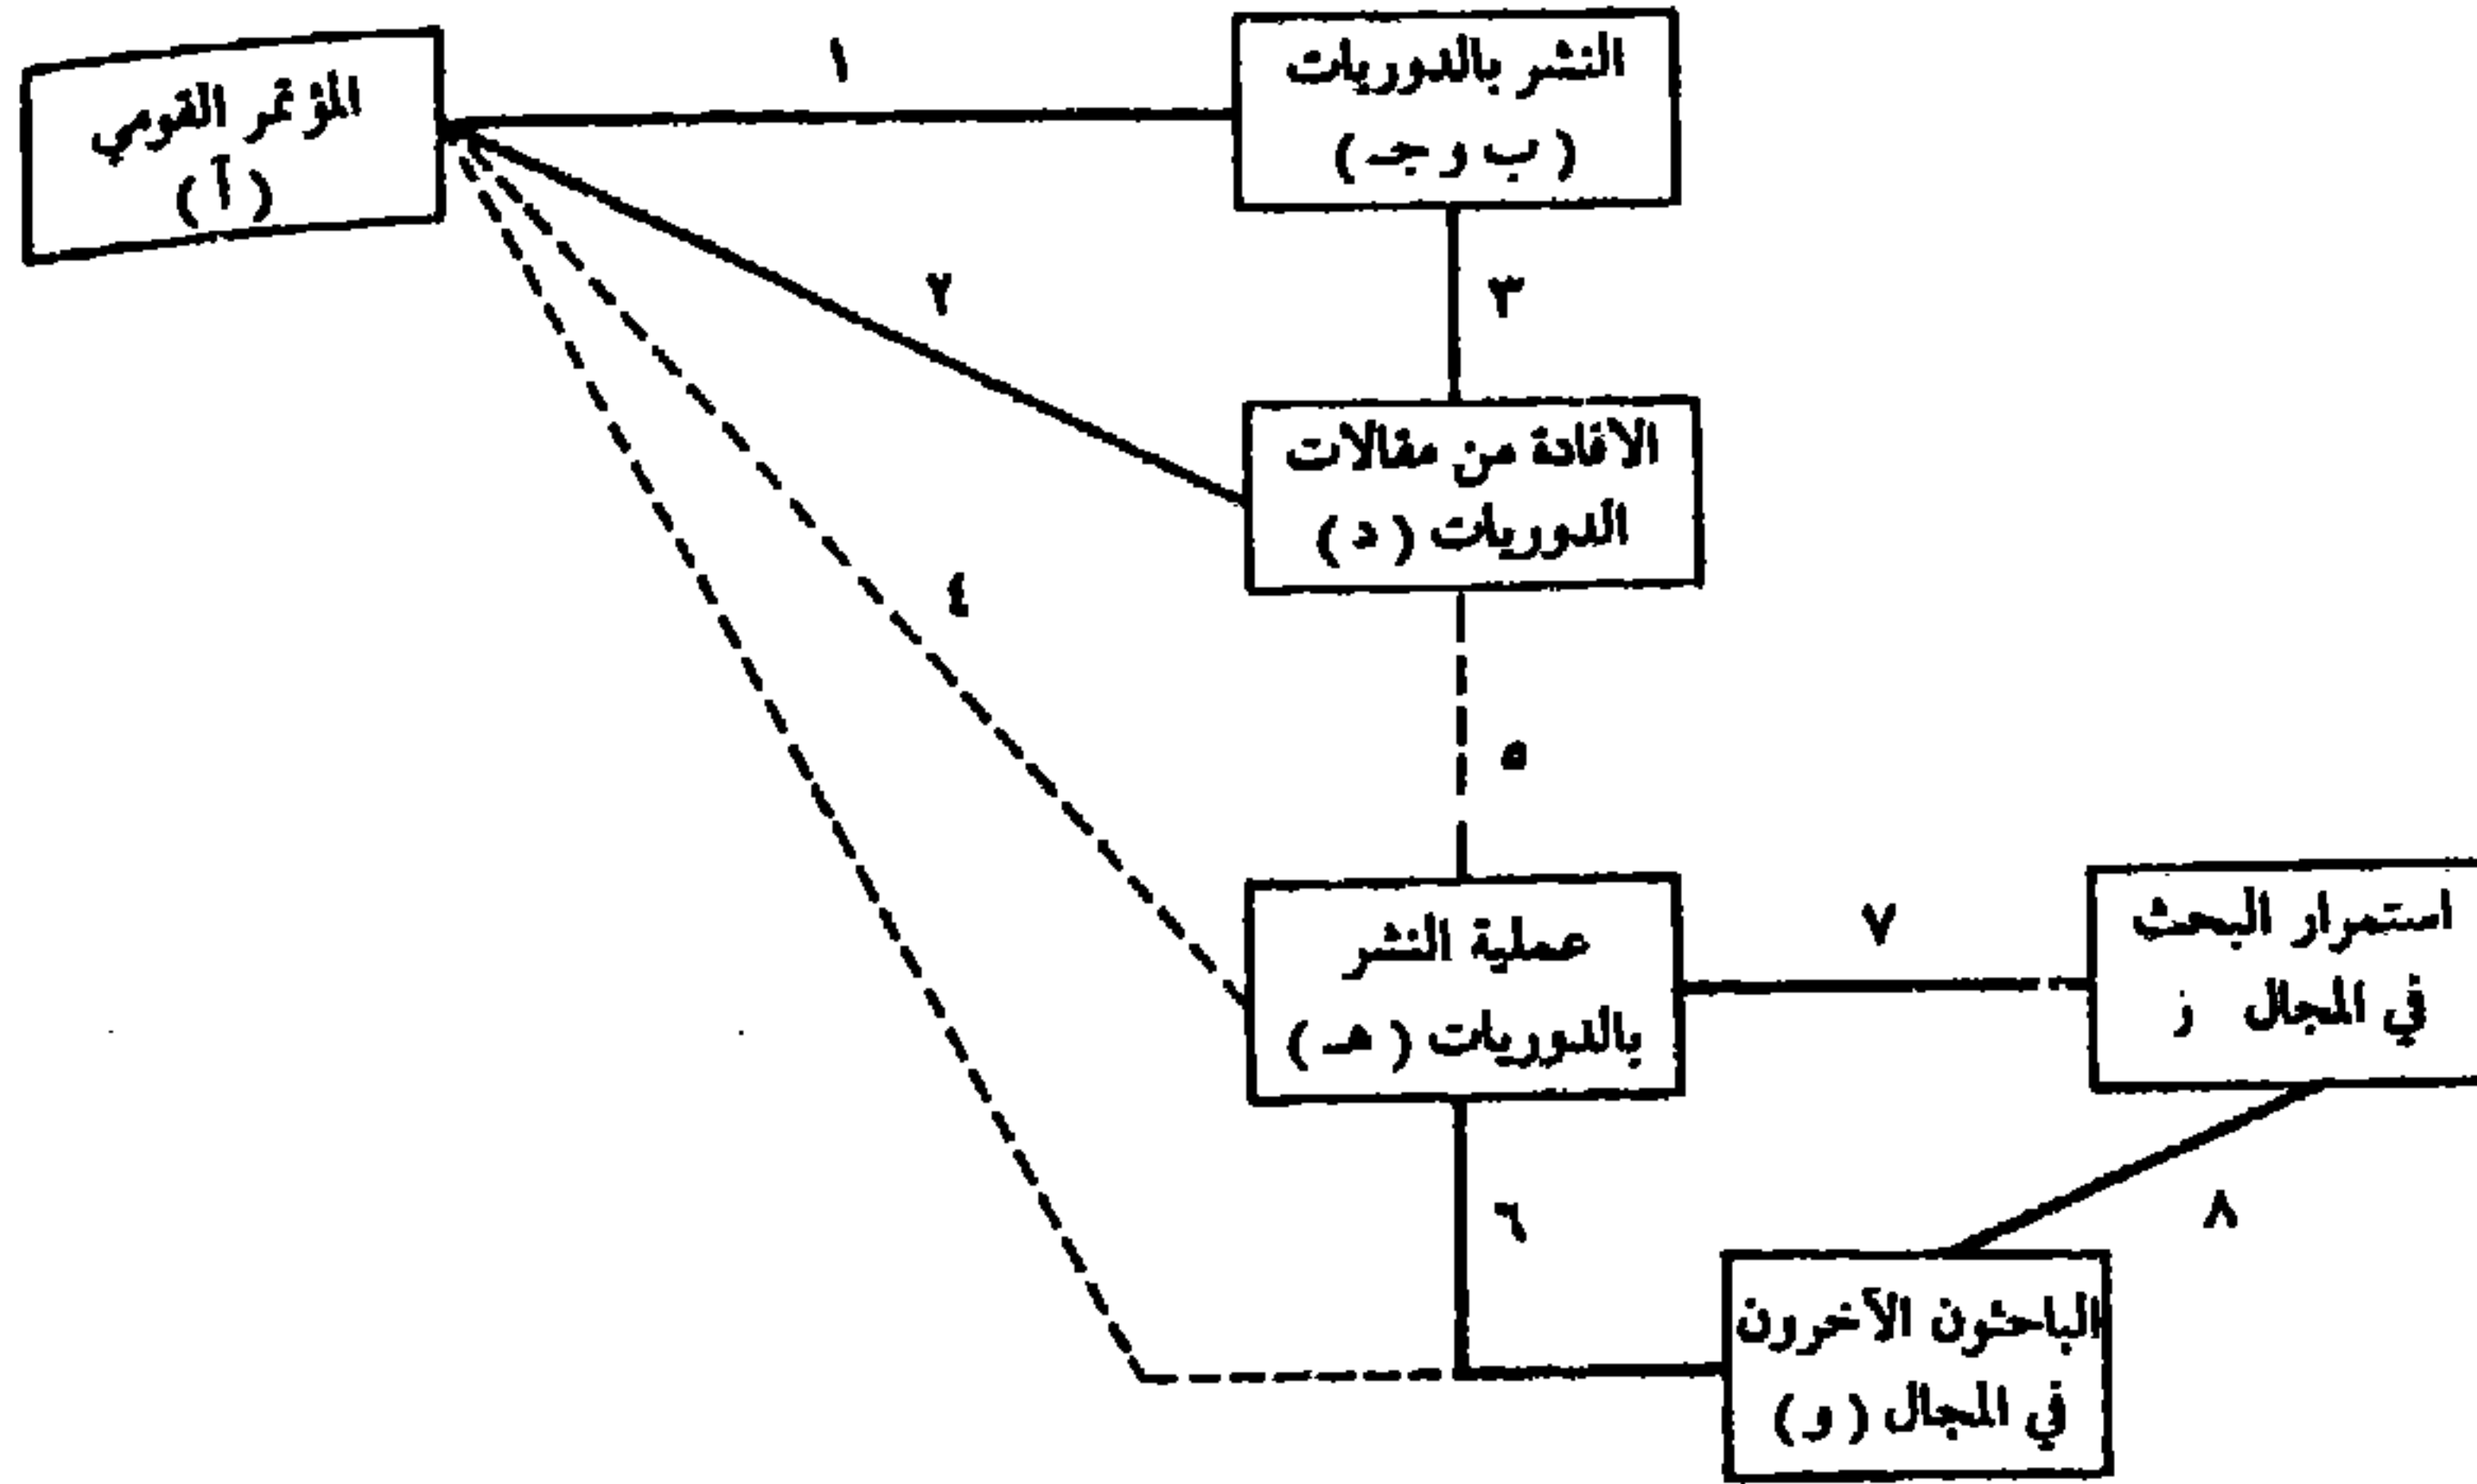 النشر بالدوريات
( ب و جـ )
١
المؤتمر القومي
( أ )
٢
٣
الافادة من مقالات
الدوريات ( د )
٤
٥
عملية النشر
بالدوريات ( هـ )
٧
استمرار البحث
في المجال ز
٦
٨
الباحثون الآخرون
في المجال ( و )